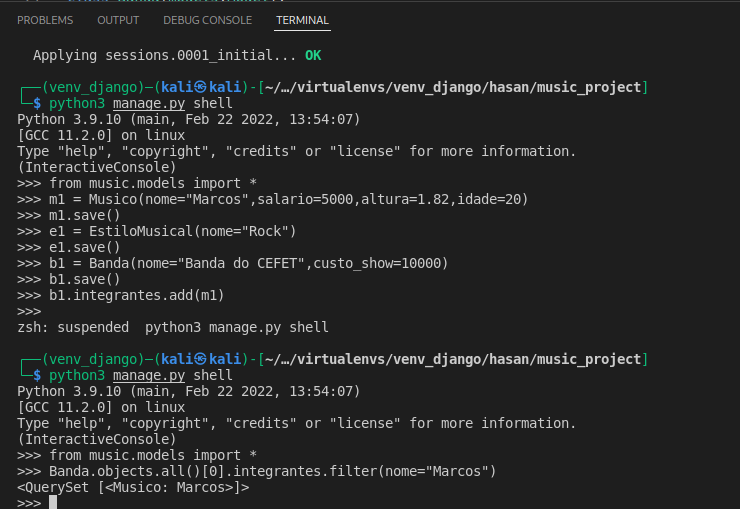 PROBLEMS OUTPUT DEBUG CONSOLE TERMINAL
Applying sessions.0001_initial... OK
┌──(venv_django)─(kali㉿kali)-[~/…/virtualenvs/venv_django/hasan/music_project]
└─$ python3 manage.py shell
Python 3.9.10 (main, Feb 22 2022, 13:54:07)
[GCC 11.2.0] on linux
Type "help", "copyright", "credits" or "license" for more information.
(InteractiveConsole)
>>> from music.models import *
>>> m1 = Musico(nome="Marcos",salario=5000,altura=1.82,idade=20)
>>> m1.save()
>>> e1 = EstiloMusical(nome="Rock")
>>> e1.save()
>>> b1 = Banda(nome="Banda do CEFET",custo_show=10000)
>>> b1.save()
>>> b1.integrantes.add(m1)
>>>
zsh: suspended  python3 manage.py shell
┌──(venv_django)─(kali㉿kali)-[~/…/virtualenvs/venv_django/hasan/music_project]
└─$ python3 manage.py shell
Python 3.9.10 (main, Feb 22 2022, 13:54:07)
[GCC 11.2.0] on linux
Type "help", "copyright", "credits" or "license" for more information.
(InteractiveConsole)
>>> from music.models import *
>>> Banda.objects.all()[0].integrantes.filter(nome="Marcos")
<QuerySet [<Musico: Marcos>]>
>>>